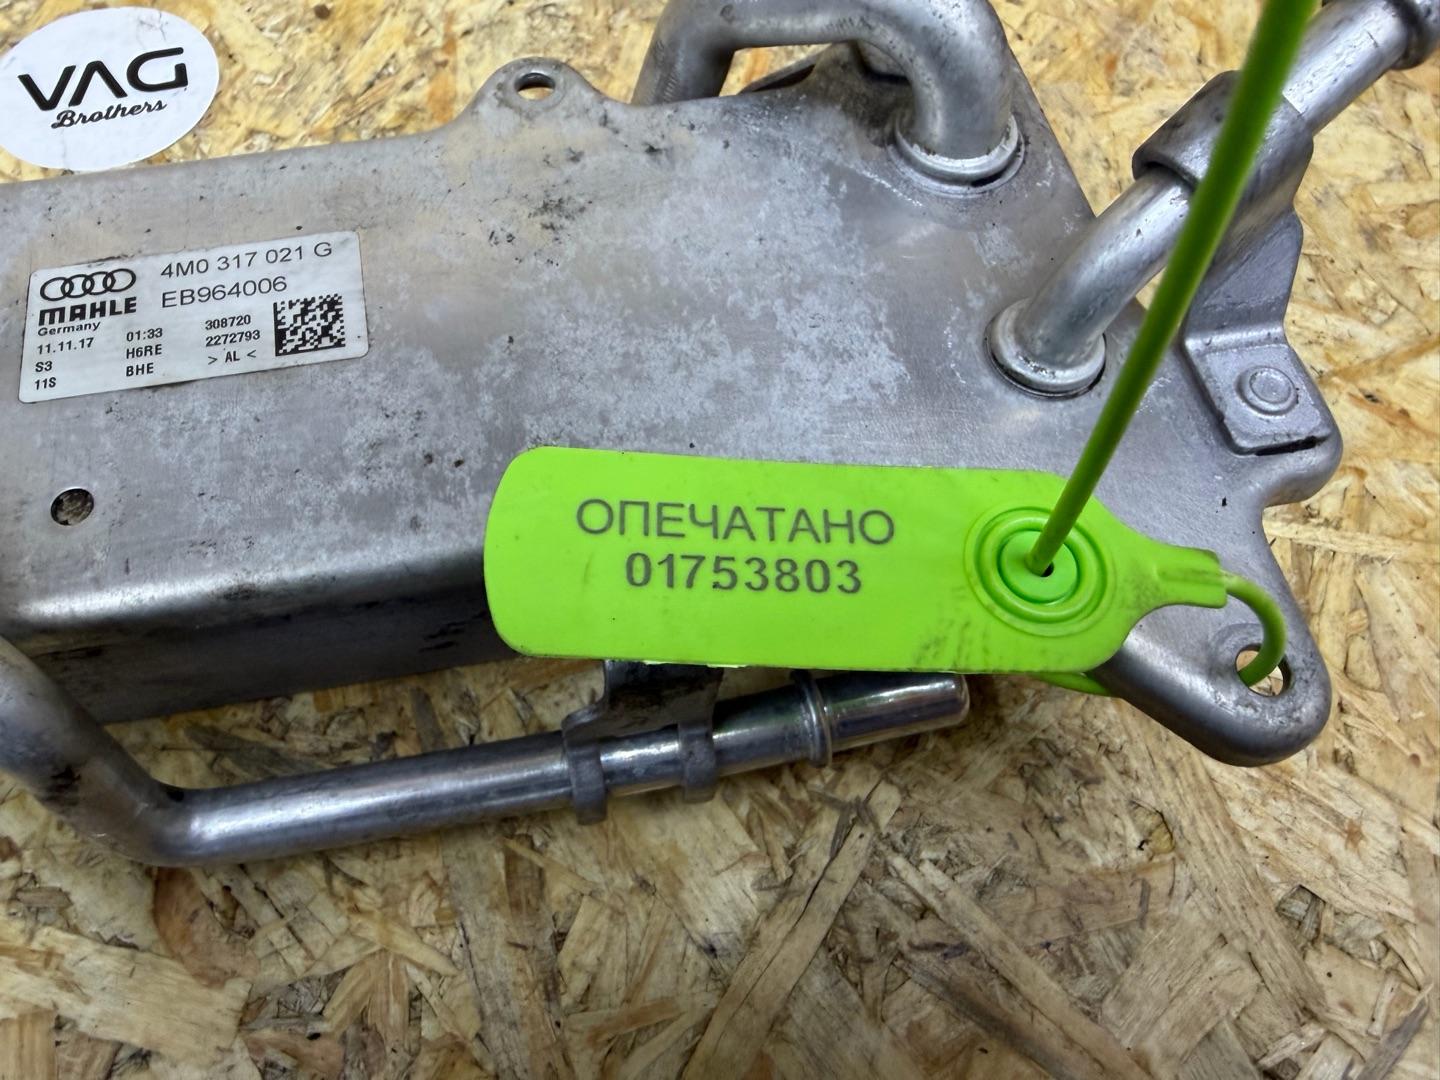 VAG
Brothers
4M0 317 021 G
EB964006
MAHLE
Germany
11.11.17 01:33 308720
S3 H6RE 2272793
11S BHE > AL <
ОПЕЧАТАНО
01753803